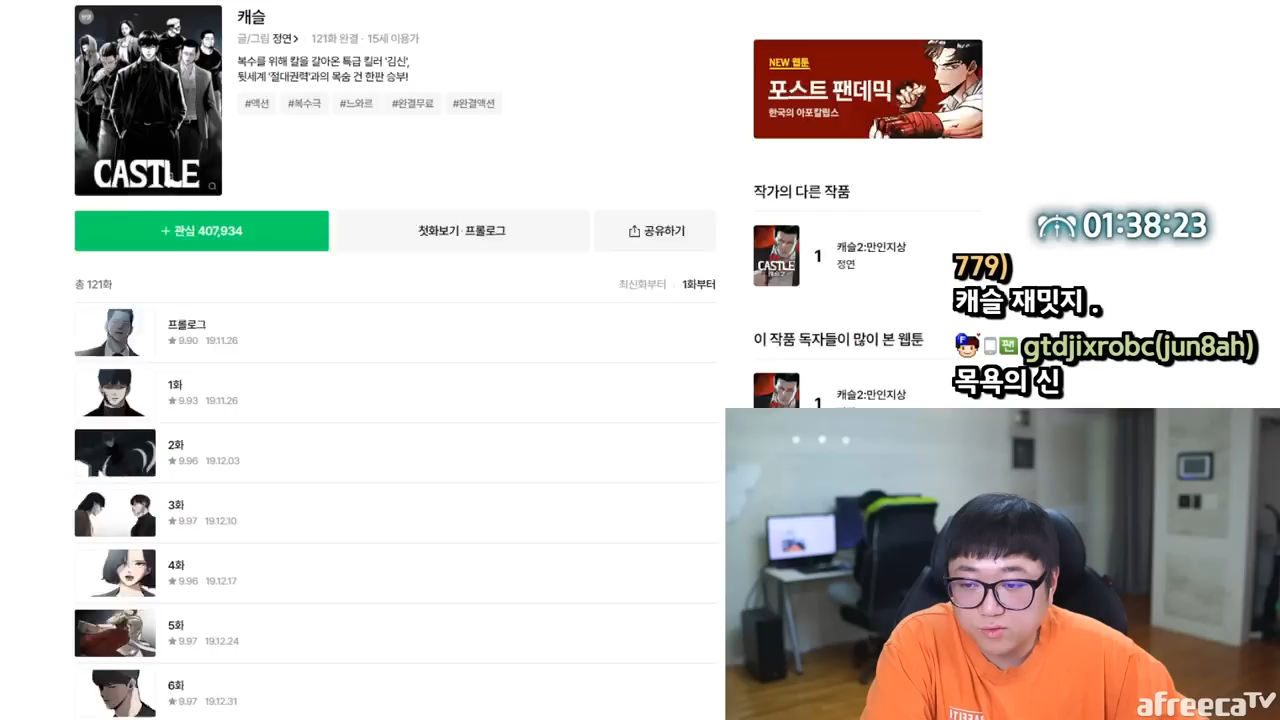 캐슬
글/그림 정연
121화 완결 · 15세 이용가
복수를 위해 칼을 갈아온 특급 킬러 '김신',
뒷세계 '절대권력'과의 목숨 건 한판 승부!
#액션 #복수극 #느와르 #완결무료 #완결액션
CASTLE
+ 관심 407,934
첫화보기 · 프롤로그
공유하기
총 121화
최신화부터
1화부터
프롤로그
★9.90 19.11.26
1화
★9.93 19.11.26
2화
★9.96 19.12.03
3화
★9.97 19.12.10
4화
★9.96 19.12.17
5화
★9.97 19.12.24
6화
★9.97 19.12.31
NEW 웹툰
포스트 팬데믹
한국의 아포칼립스
작가의 다른 작품
CASTLE
1
캐슬2:만인지상
정연
이 작품 독자들이 많이 본 웹툰
1
캐슬2:만인지상
01:38:23
779)
캐슬 재밋지 .
F 팬 gtdjixrobc(jun8ah)
목욕의 신
afreecaTV